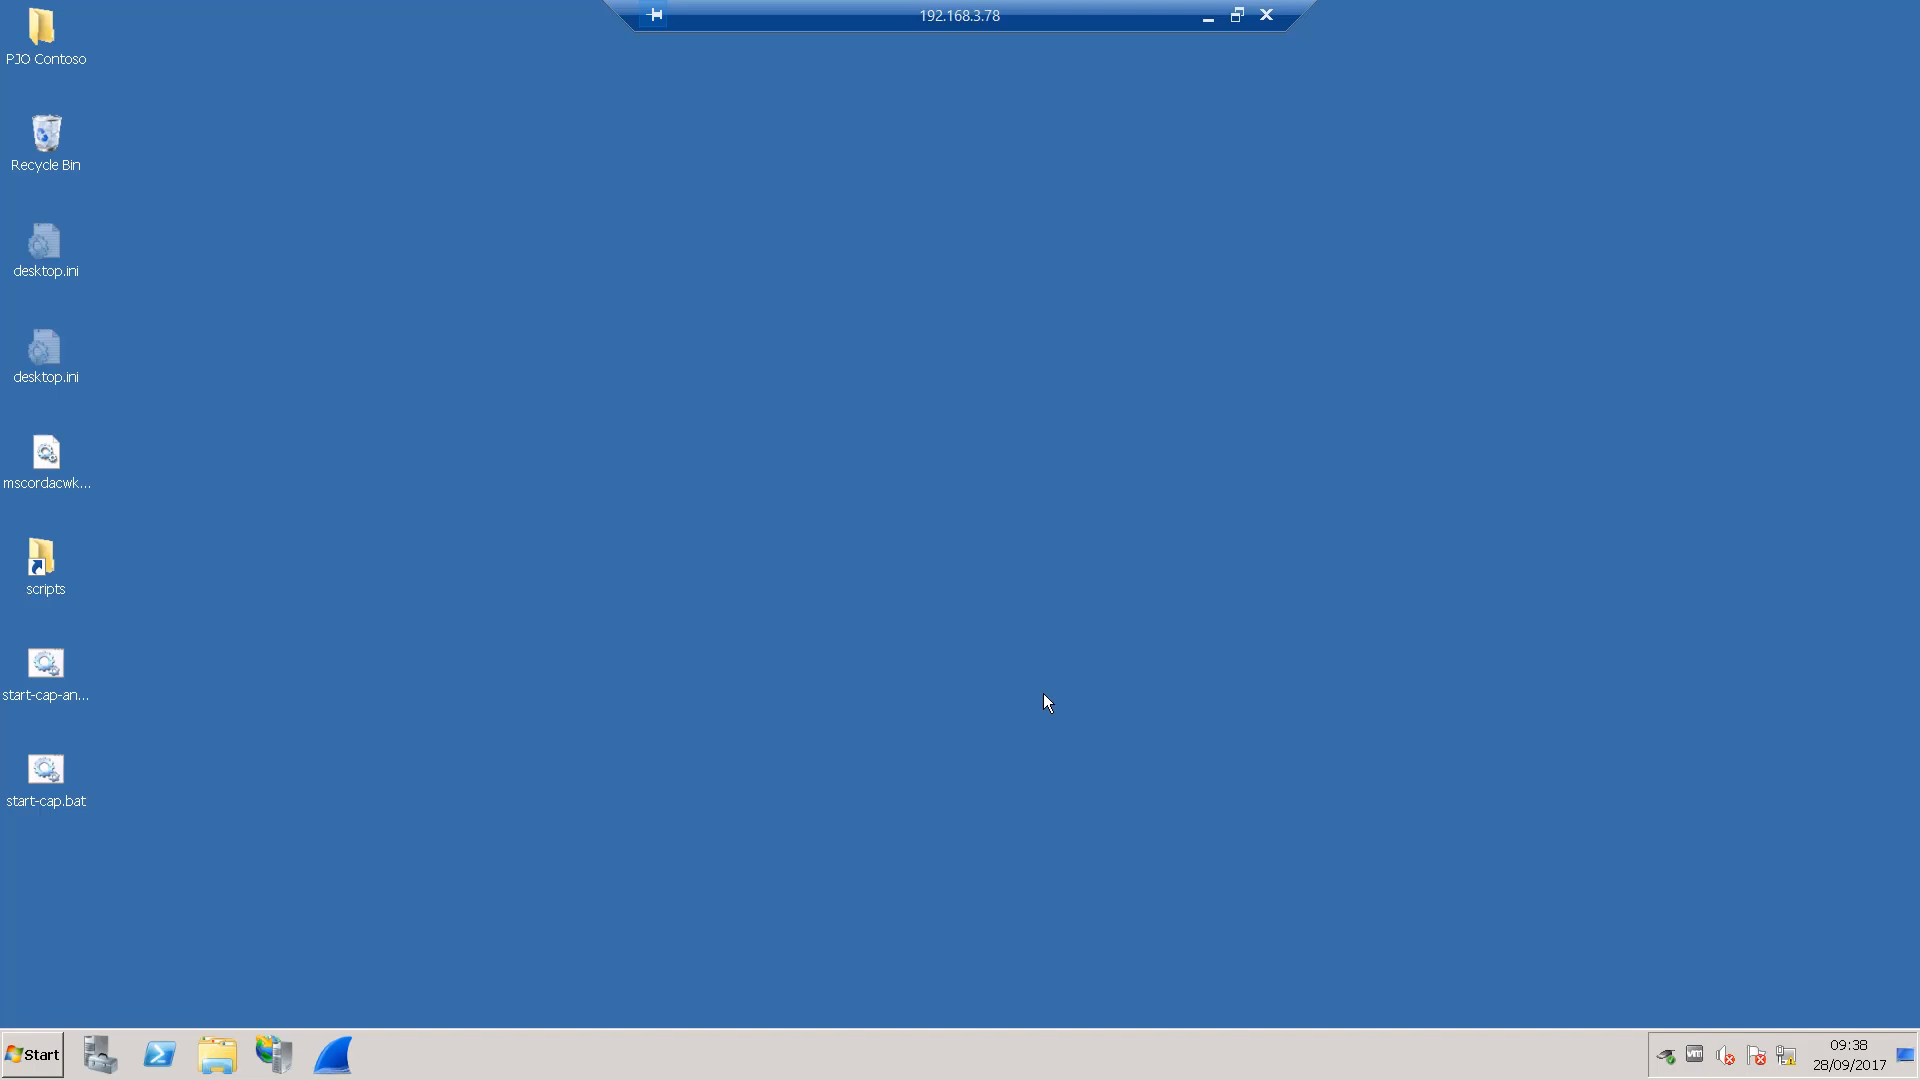 192.168.3.78
PJO Contoso
Recycle Bin
desktop.ini
desktop.ini
mscordacwk...
scripts
start-cap-an...
start-cap.bat
Start
vm
09:38
28/09/2017